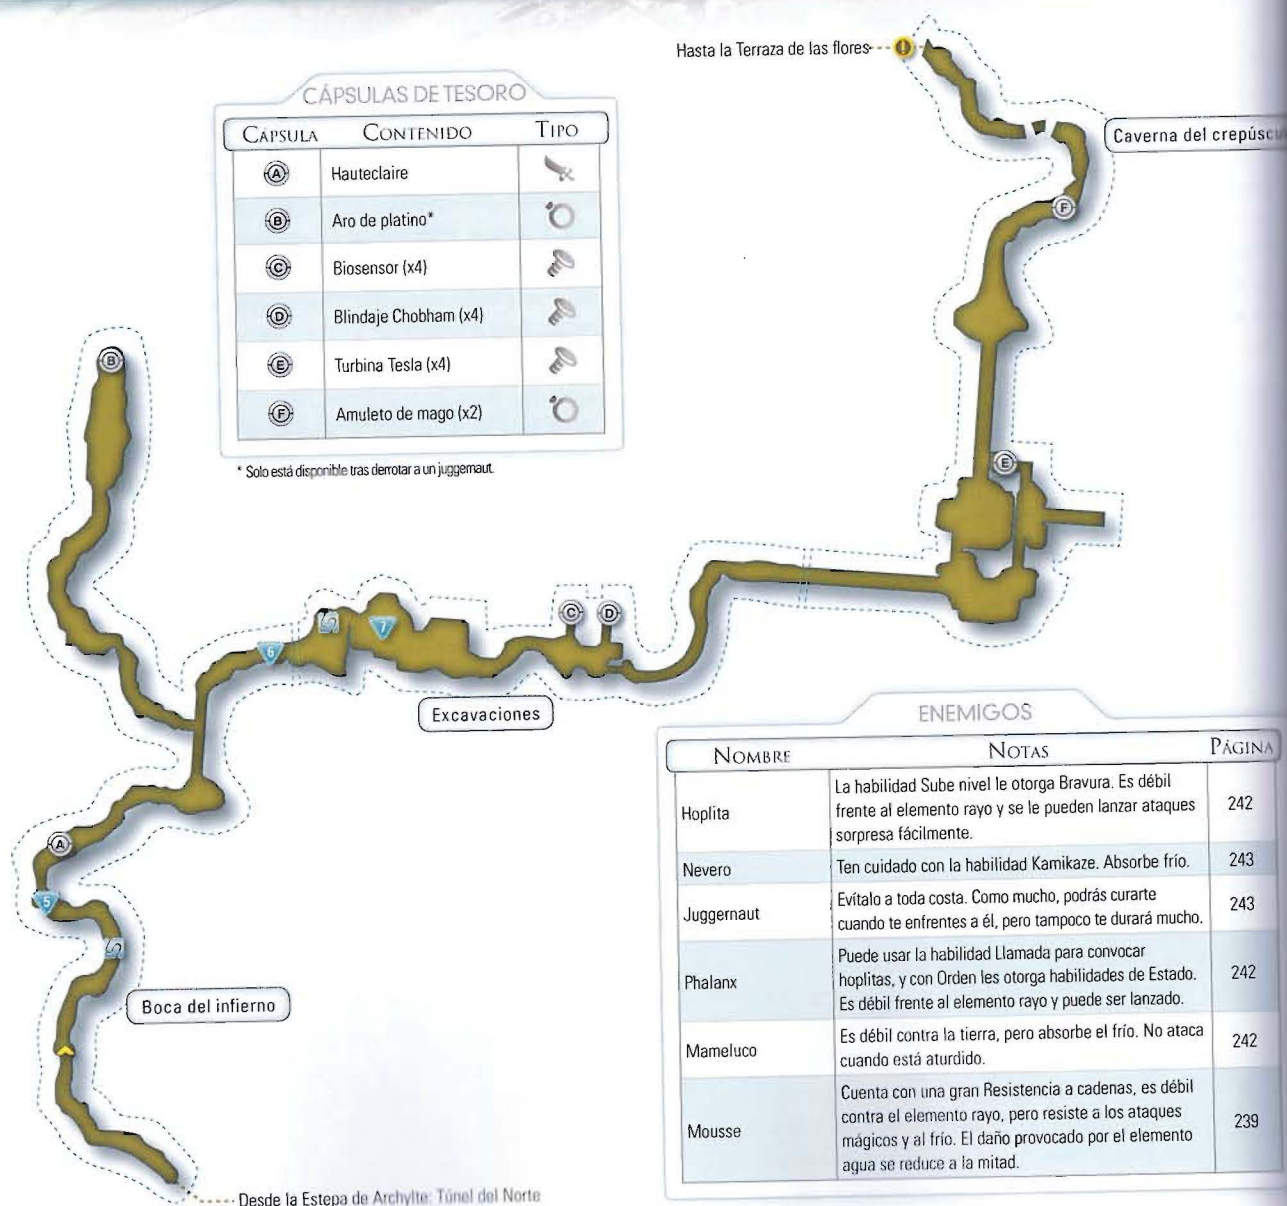 Hasta la Terraza de las flores
CÁPSULAS DE TESORO
CÁPSULA CONTENIDO TIPO
A Hauteclaire
B Aro de platino*
C Biosensor (x4)
D Blindaje Chobham (x4)
E Turbina Tesla (x4)
F Amuleto de mago (x2)
* Solo está disponible tras derrotar a un juggernaut.
Caverna del
F
B
E
C
D
S
7
6
Excavaciones
A
5
S
Boca del infierno
Desde la Estepa de Archylte: Túnel del Norte
ENEMIGOS
NOMBRE NOTAS PÁGINA
Hoplita
La habilidad Sube nivel le otorga Bravura. Es débil
frente al elemento rayo y se le pueden lanzar ataques
sorpresa fácilmente.
242
Nevero Ten cuidado con la habilidad Kamikaze. Absorbe frío. 243
Juggernaut
Evítalo a toda costa. Como mucho, podrás curarte
cuando te enfrentes a él, pero tampoco te durará mucho.
243
Phalanx
Puede usar la habilidad Llamada para convocar
hoplitas, y con Orden les otorga habilidades de Estado.
Es débil frente al elemento rayo y puede ser lanzado.
242
Mameluco
Es débil contra la tierra, pero absorbe el frío. No ataca
cuando está aturdido.
242
Mousse
Cuenta con una gran Resistencia a cadenas, es débil
contra el elemento rayo, pero resiste a los ataques
mágicos y al frío. El daño provocado por el elemento
agua se reduce a la mitad.
239